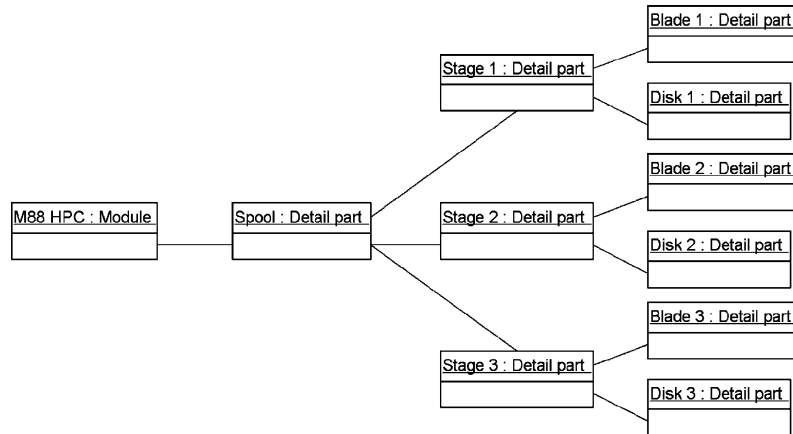 Blade 1 : Detail part
Stage 1 : Detail part
Disk 1 : Detail part
Blade 2 : Detail part
M88 HPC : Module
Spool : Detail part
Stage 2 : Detail part
Disk 2 : Detail part
Blade 3 : Detail part
Stage 3 : Detail part
Disk 3 : Detail part